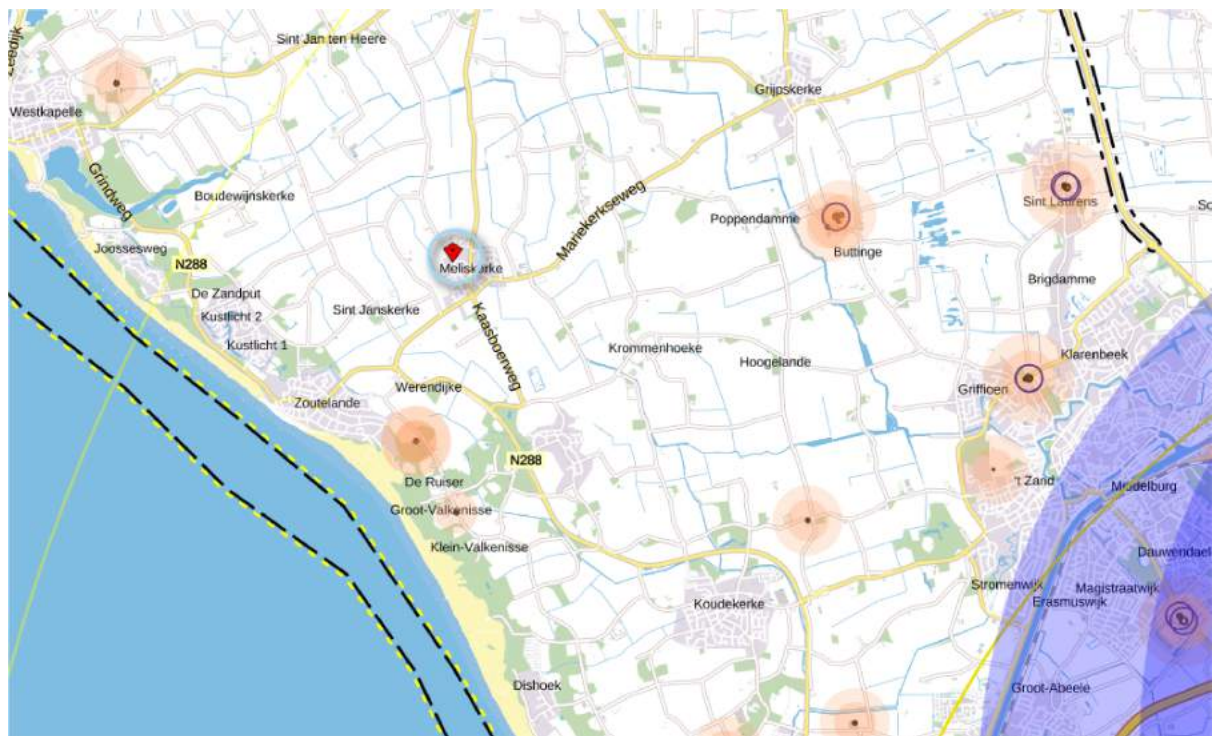 Zeedijk
Sint Jan ten Heere
Grijpskerke
Westkapelle
Grindweg
Boudewijnskerke
Mariekerkseweg
Poppendamme
Sint Laurens
Joossesweg
N288
Meliskerke
Buttinge
De Zandput
Brigdamme
Kustlicht 2
Sint Janskerke
Kaasboerweg
Kustlicht 1
Krommenhoeke
Hoogelande
Klarenbeek
Werendijke
Griffioen
Zoutelande
N288
De Ruiser
't Zand
Middelburg
Groot-Valkenisse
Klein-Valkenisse
Dauwendaele
Stromenwijk
Magistraatwijk
Koudekerke
Erasmuswijk
Dishoek
Groot-Abeele